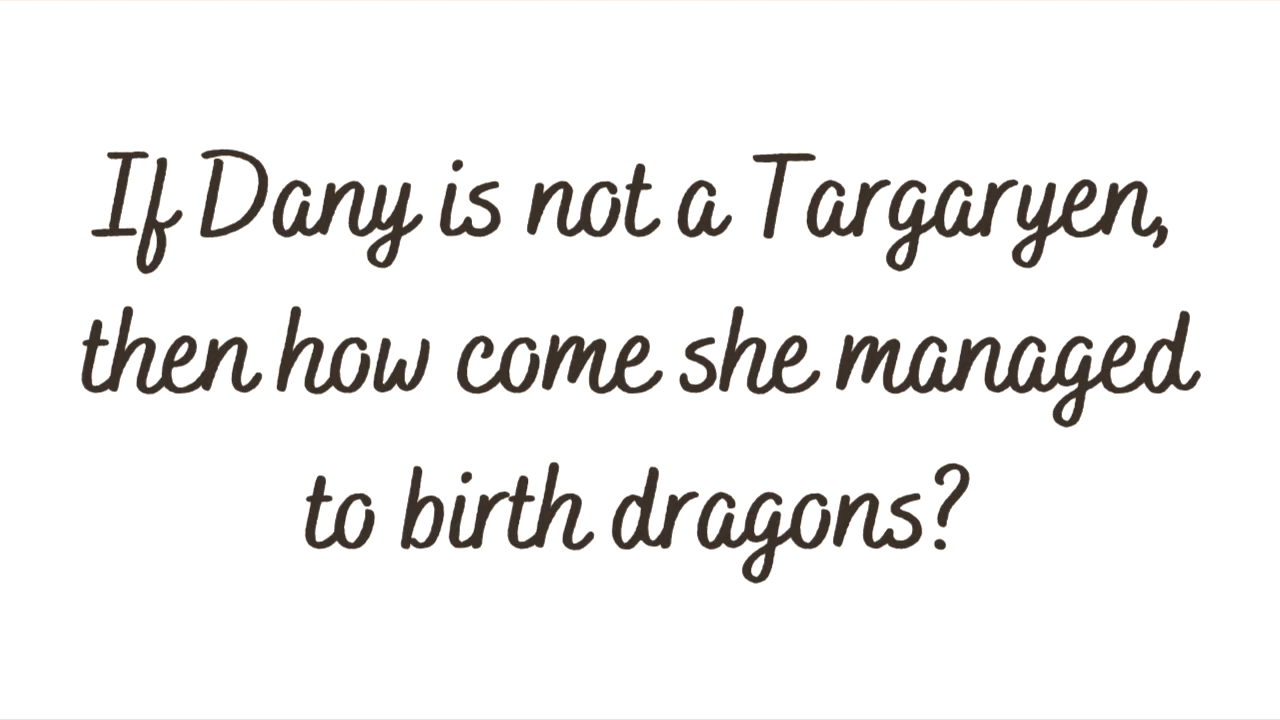 If Dany is not a Targaryen,
then how come she managed
to birth dragons?